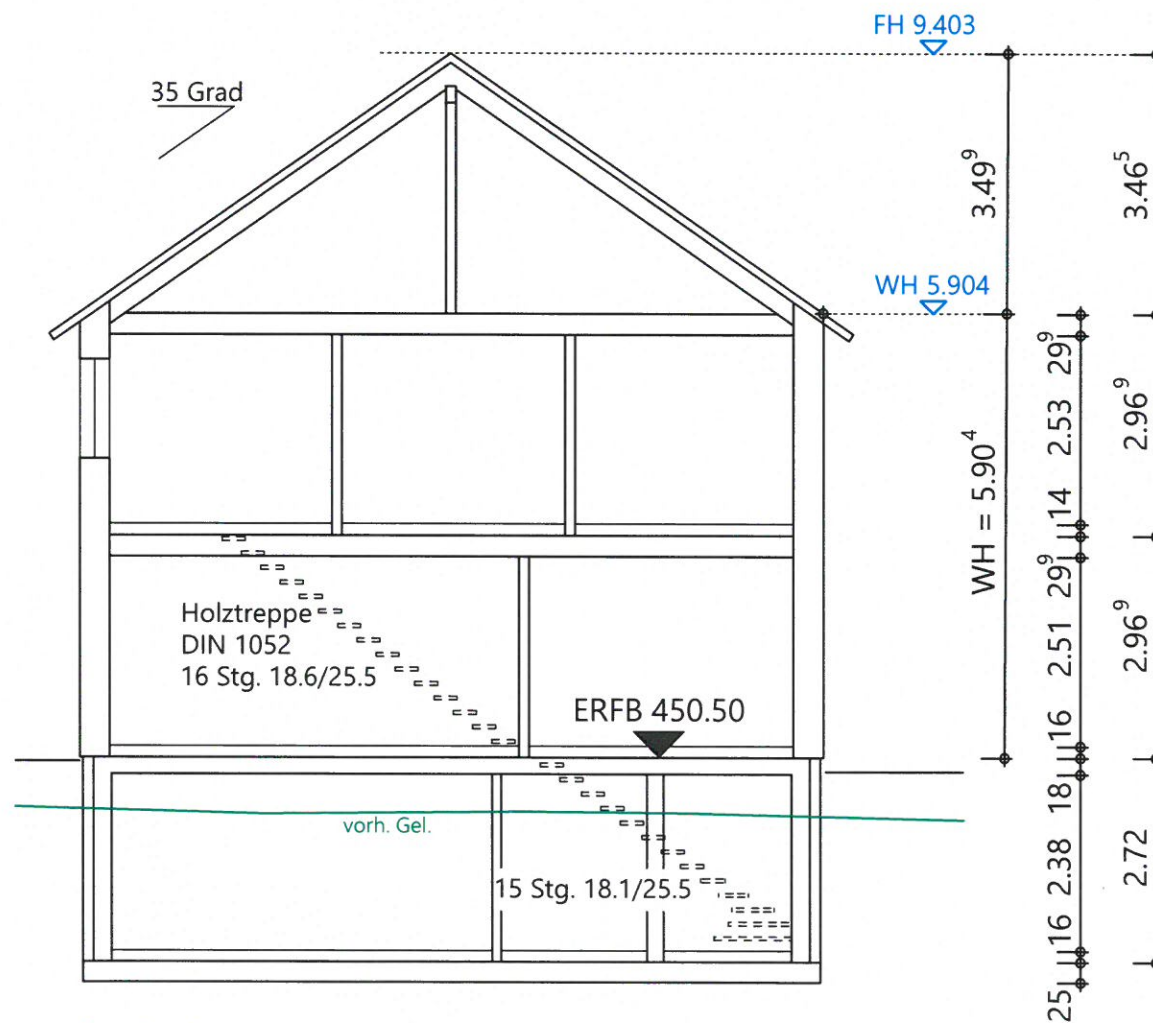 FH 9.403
35 Grad
3.49⁹
3.46⁵
WH 5.904
WH = 5.90⁴
29⁹
2.53
14
29⁹
2.51
16
18
2.38
16
25
2.96⁹
2.96⁹
2.72
Holztreppe
DIN 1052
16 Stg. 18.6/25.5
ERFB 450.50
vorh. Gel.
15 Stg. 18.1/25.5